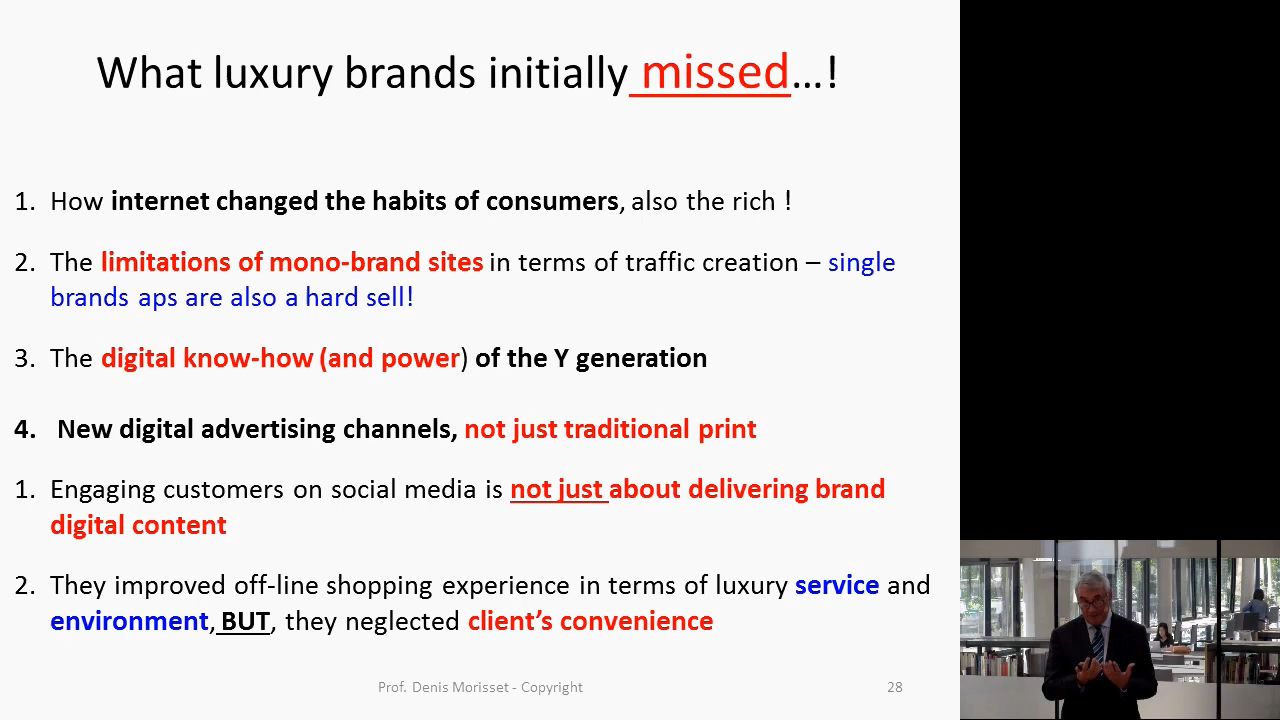 What luxury brands initially missed...!
1. How internet changed the habits of consumers, also the rich !
2. The limitations of mono-brand sites in terms of traffic creation – single
brands aps are also a hard sell!
3. The digital know-how (and power) of the Y generation
4. New digital advertising channels, not just traditional print
1. Engaging customers on social media is not just about delivering brand
digital content
2. They improved off-line shopping experience in terms of luxury service and
environment, BUT, they neglected client’s convenience
Prof. Denis Morisset - Copyright
28